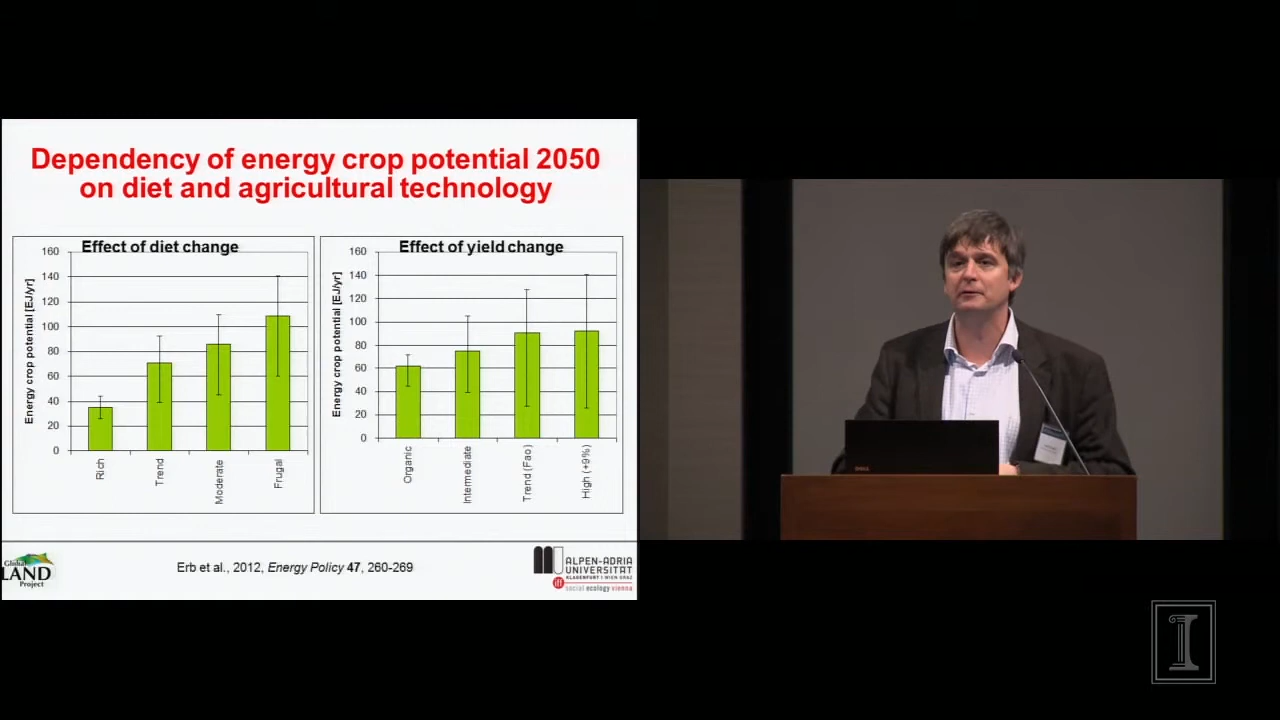 Dependency of energy crop potential 2050
on diet and agricultural technology
Effect of diet change
Energy crop potential [EJ/yr]
160
140
120
100
80
60
40
20
0
Rich
Trend
Moderate
Frugal
Effect of yield change
Energy crop potential [EJ/yr]
160
140
120
100
80
60
40
20
0
Organic
Intermediate
Trend (Fao)
High (+9%)
Global
LAND
Project
Erb et al., 2012, Energy Policy 47, 260-269
ALPEN-ADRIA
UNIVERSITÄT
KLAGENFURT | WIEN GRAZ
iff
social ecology vienna
DELL
I